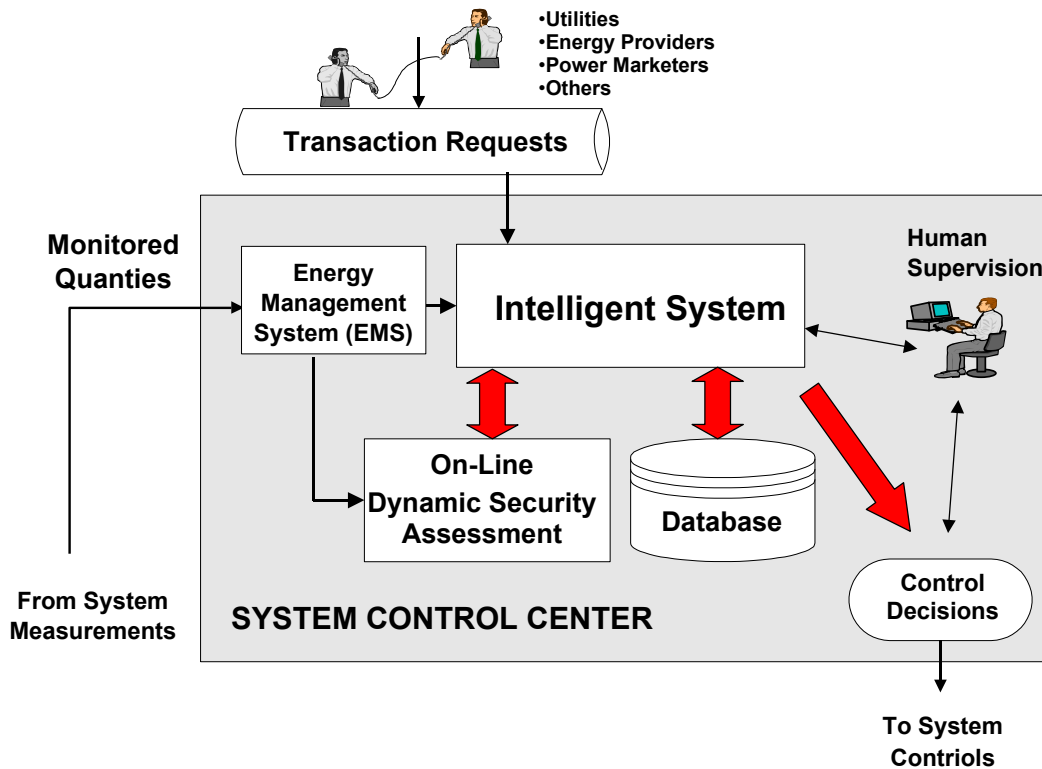 •Utilities
•Energy Providers
•Power Marketers
•Others
Transaction Requests
Monitored
Quanties
Energy
Management
System (EMS)
Intelligent System
Human
Supervision
On-Line
Dynamic Security
Assessment
Database
Control
Decisions
From System
Measurements
SYSTEM CONTROL CENTER
To System
Contriols